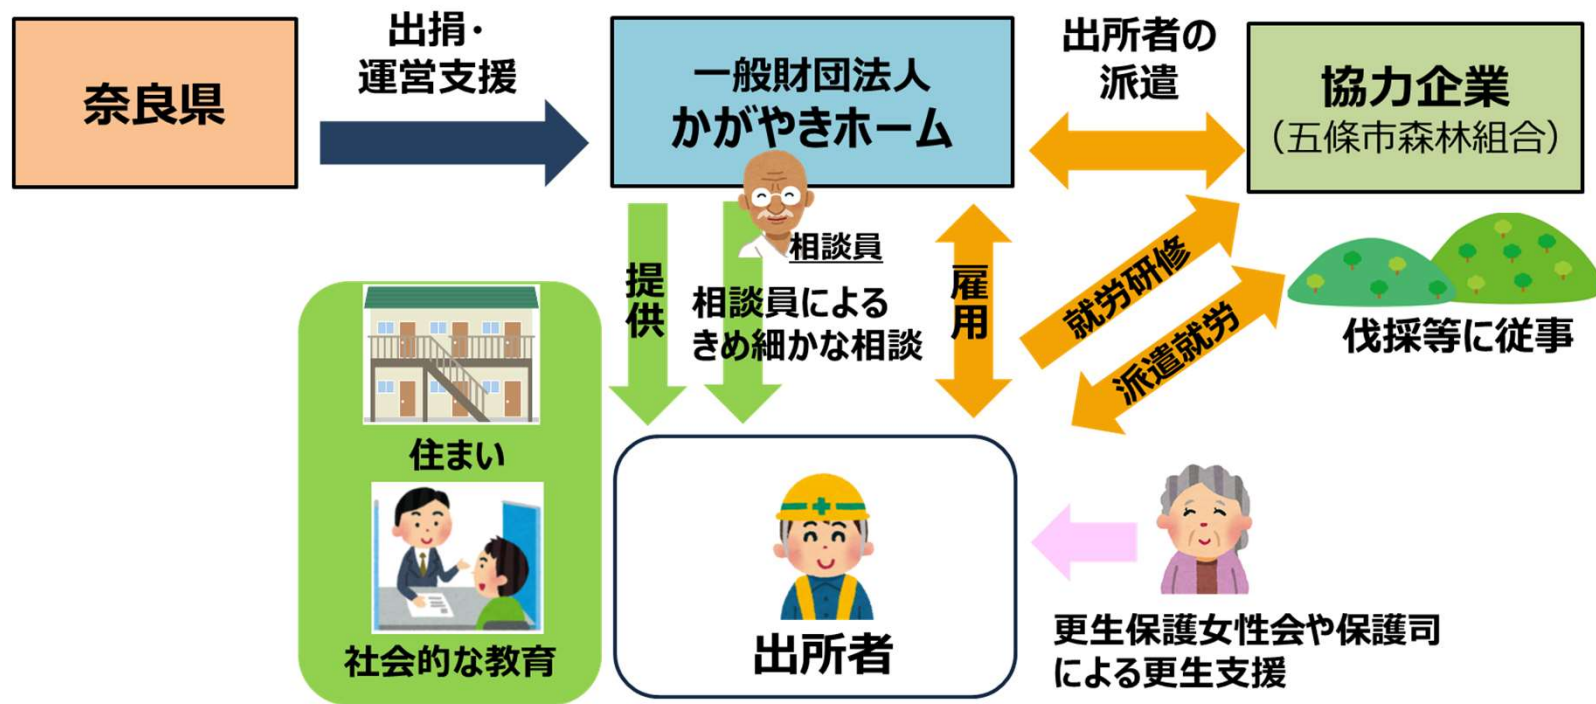 奈良県
出捐・
運営支援
一般財団法人
かがやきホーム
出所者の
派遣
協力企業
（五條市森林組合）
相談員
提供
相談員による
きめ細かな相談
雇用
就労研修
派遣就労
伐採等に従事
住まい
社会的な教育
出所者
更生保護女性会や保護司
による更生支援